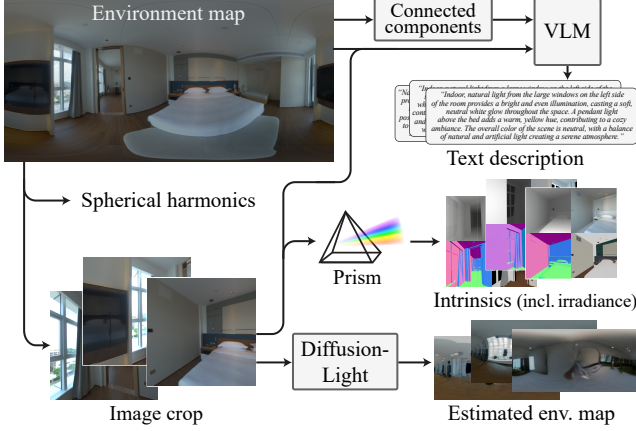 Environment map
Connected
components
VLM
"Indoor, natural light from the large windows on the left side
of the room provides a bright and even illumination, casting a soft,
neutral white glow throughout the space. A pendant light
above the bed adds a warm, yellow hue, contributing to a cozy
ambiance. The overall color of the scene is neutral, with a balance
of natural and artificial light creating a serene atmosphere."
Text description
Spherical harmonics
Prism
Intrinsics (incl. irradiance)
Diffusion-
Light
Image crop
Estimated env. map